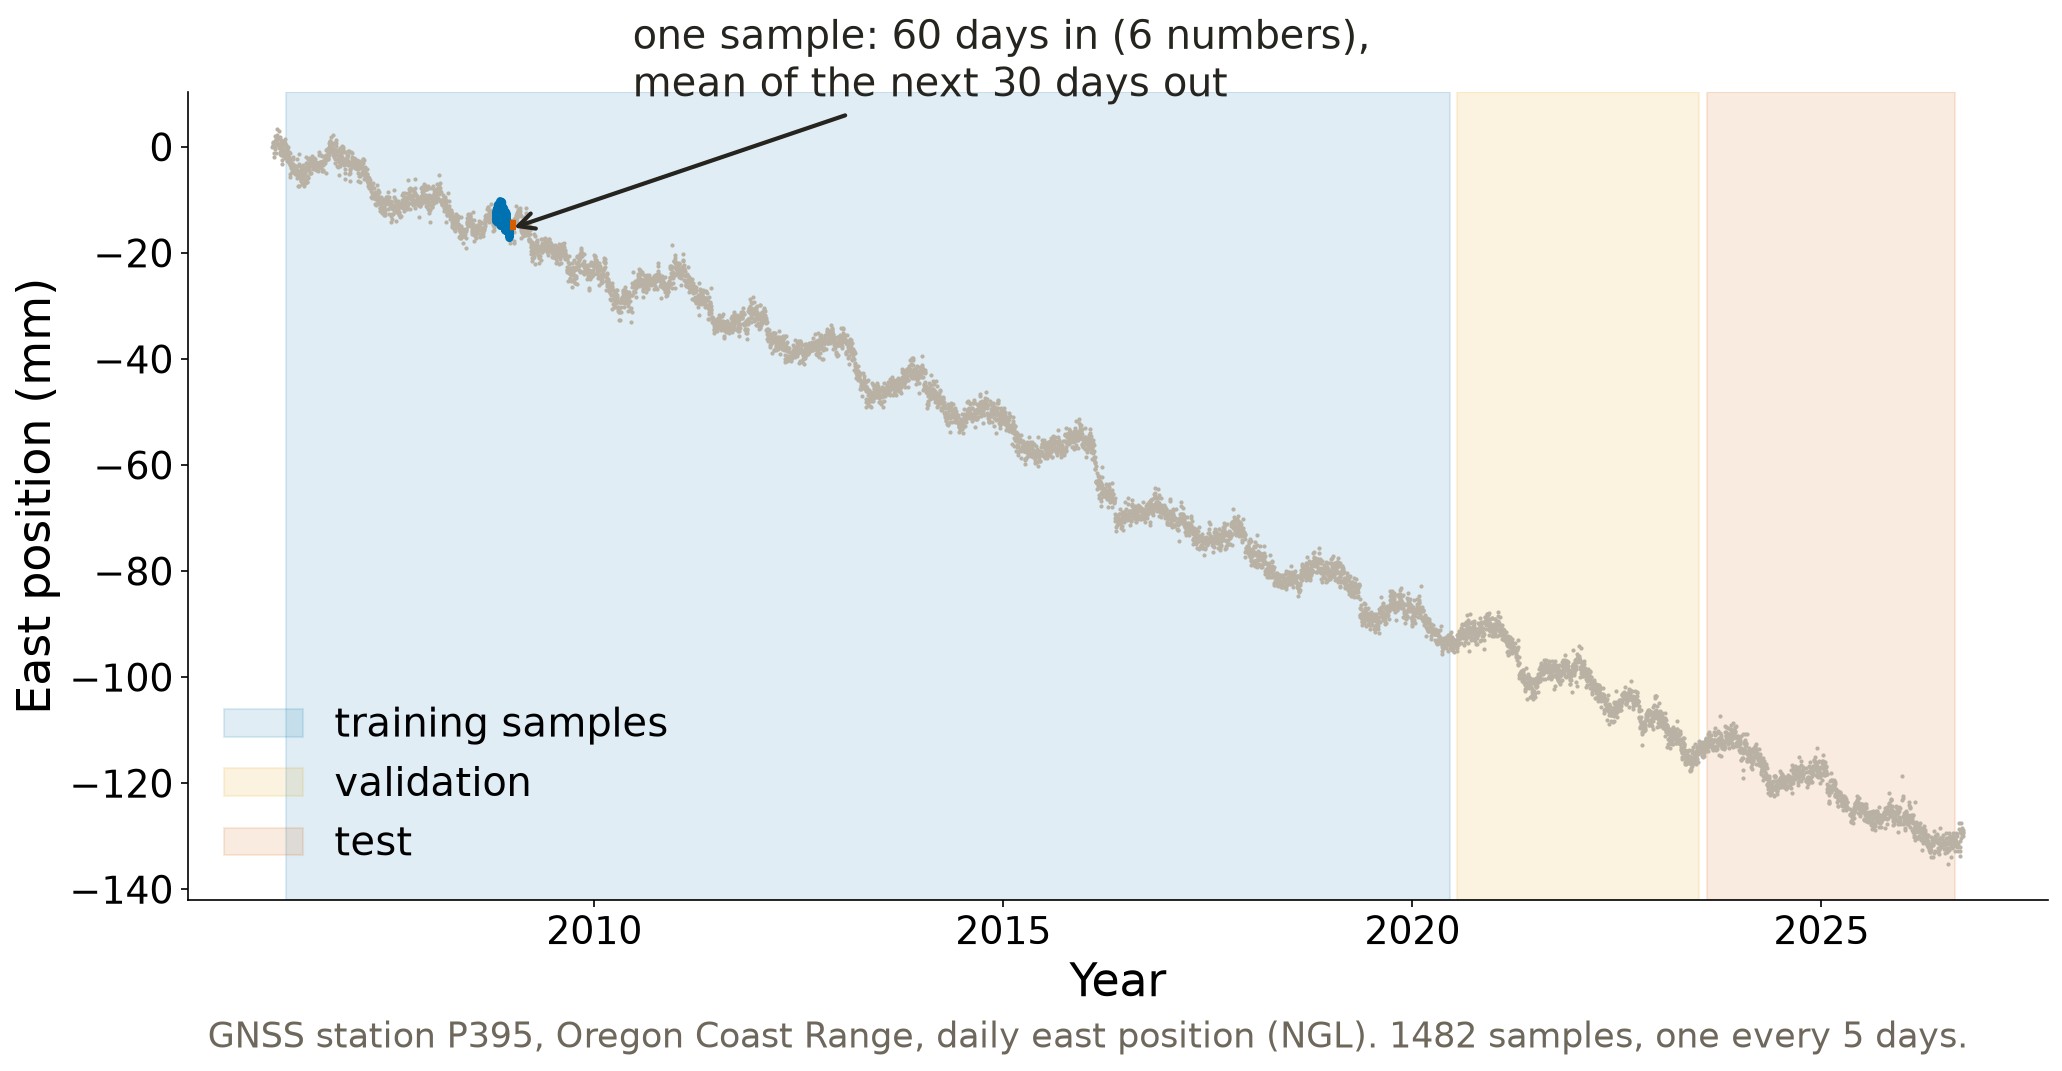 one sample: 60 days in (6 numbers),
mean of the next 30 days out
East position (mm)
0
−20
−40
−60
−80
−100
−120
−140
training samples
validation
test
2010
2015
2020
2025
Year
GNSS station P395, Oregon Coast Range, daily east position (NGL). 1482 samples, one every 5 days.